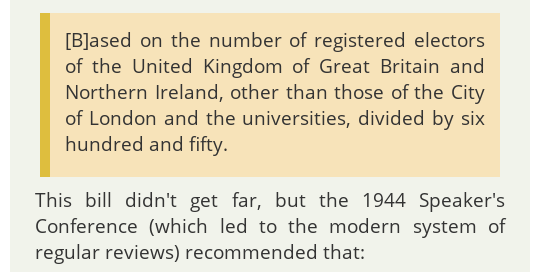 [B]ased on the number of registered electors
of the United Kingdom of Great Britain and
Northern Ireland, other than those of the City
of London and the universities, divided by six
hundred and fifty.
This bill didn't get far, but the 1944 Speaker's
Conference (which led to the modern system of
regular reviews) recommended that: